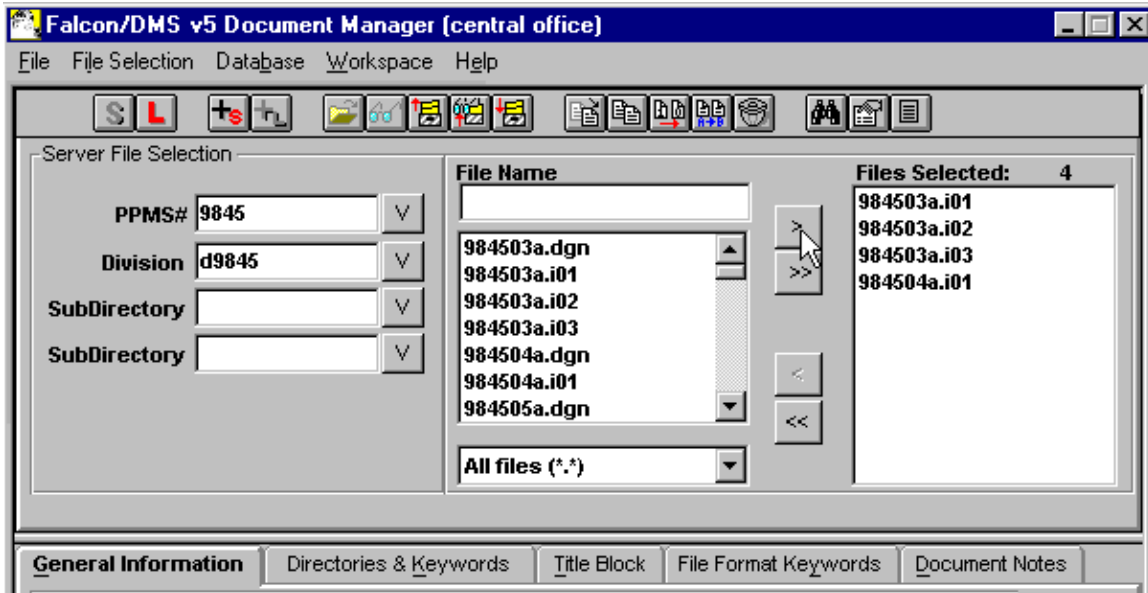 Falcon/DMS v5 Document Manager (central office)
File File Selection Database Workspace Help
S L +S +L
A→B
Server File Selection
PPMS# 9845 V
Division d9845 V
SubDirectory V
SubDirectory V
File Name
984503a.dgn
984503a.i01
984503a.i02
984503a.i03
984504a.dgn
984504a.i01
984505a.dgn
All files (*.*)
>
>>
<
<<
Files Selected: 4
984503a.i01
984503a.i02
984503a.i03
984504a.i01
General Information Directories & Keywords Title Block File Format Keywords Document Notes